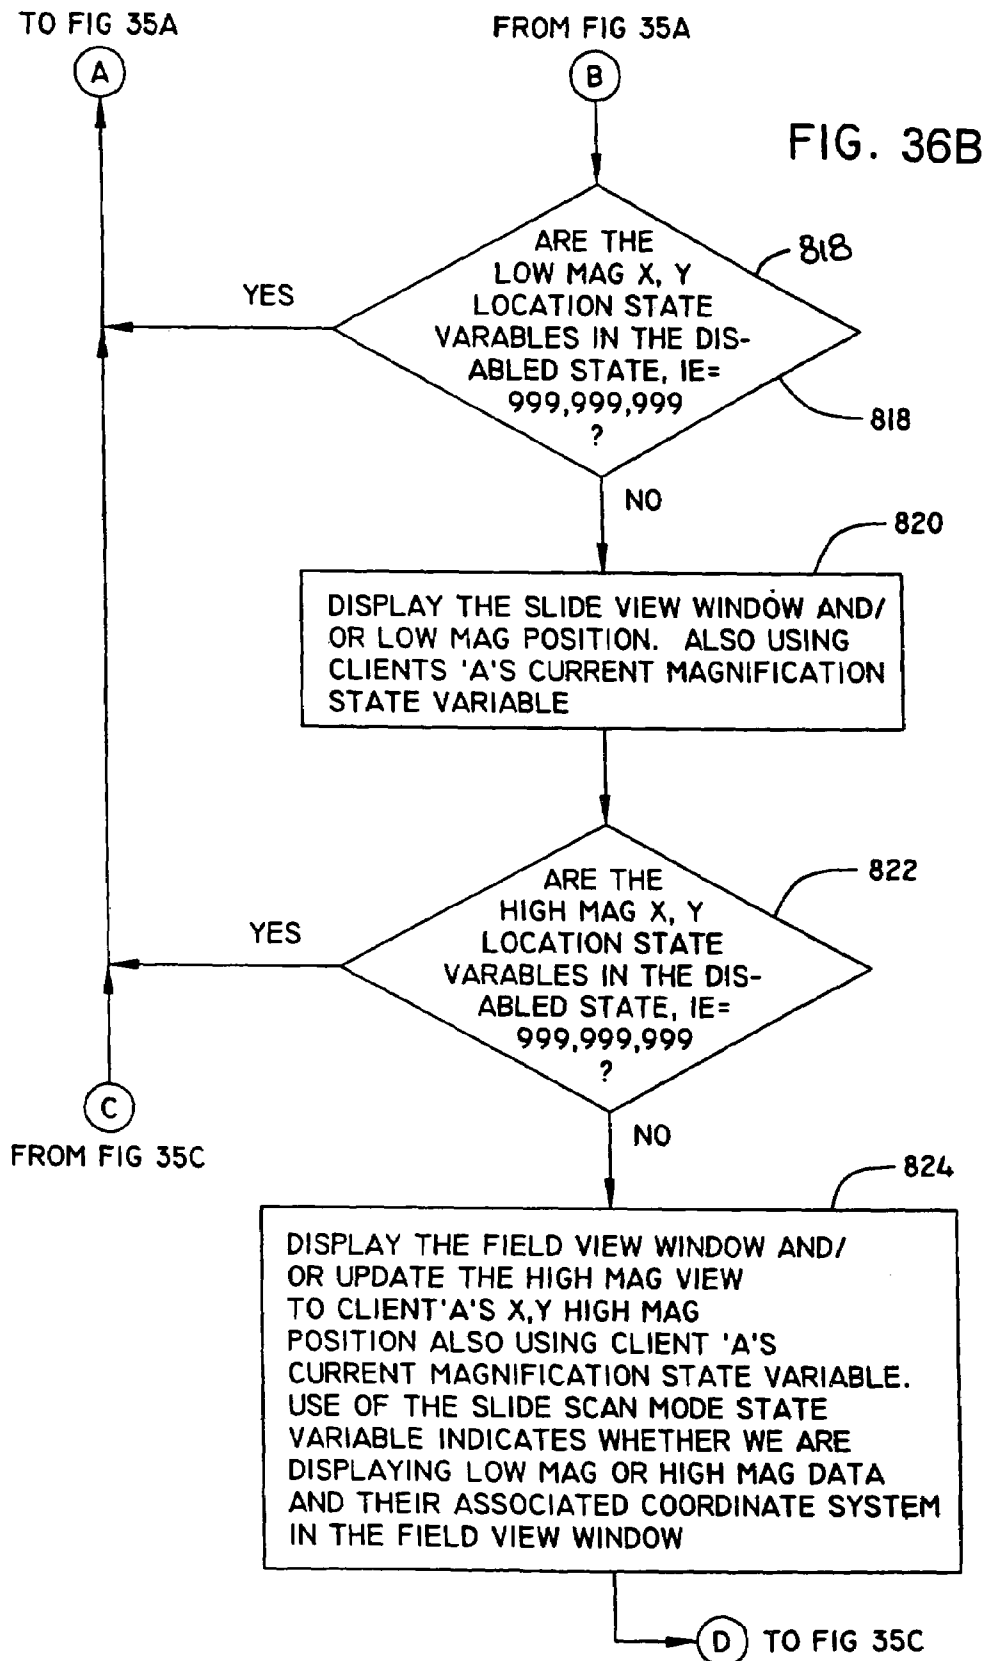 TO FIG 35A
FROM FIG 35A
A
B
FIG. 36B
ARE THE
LOW MAG X, Y
LOCATION STATE
VARABLES IN THE DIS-
ABLED STATE, IE=
999,999,999
?
818
818
YES
NO
820
DISPLAY THE SLIDE VIEW WINDOW AND/
OR LOW MAG POSITION. ALSO USING
CLIENTS 'A'S CURRENT MAGNIFICATION
STATE VARIABLE
822
ARE THE
HIGH MAG X, Y
LOCATION STATE
VARABLES IN THE DIS-
ABLED STATE, IE=
999,999,999
?
YES
C
FROM FIG 35C
NO
824
DISPLAY THE FIELD VIEW WINDOW AND/
OR UPDATE THE HIGH MAG VIEW
TO CLIENT'A'S X,Y HIGH MAG
POSITION ALSO USING CLIENT 'A'S
CURRENT MAGNIFICATION STATE VARIABLE.
USE OF THE SLIDE SCAN MODE STATE
VARIABLE INDICATES WHETHER WE ARE
DISPLAYING LOW MAG OR HIGH MAG DATA
AND THEIR ASSOCIATED COORDINATE SYSTEM
IN THE FIELD VIEW WINDOW
D TO FIG 35C